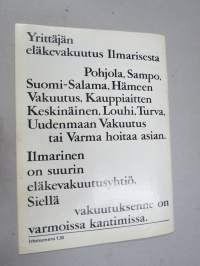 Yrittäjän
eläkevakuutus Ilmarisesta
Pohjola, Sampo,
Suomi-Salama, Hämeen
Vakuutus, Kauppiaitten
Keskinäinen, Louhi, Turva,
Uudenmaan Vakuutus
tai Varma hoitaa asian.
Ilmarinen
on suurin
eläkevakuutusyhtiö.
Siellä
vakuutuksenne on
varmoissa kantimissa.
Irtonumero